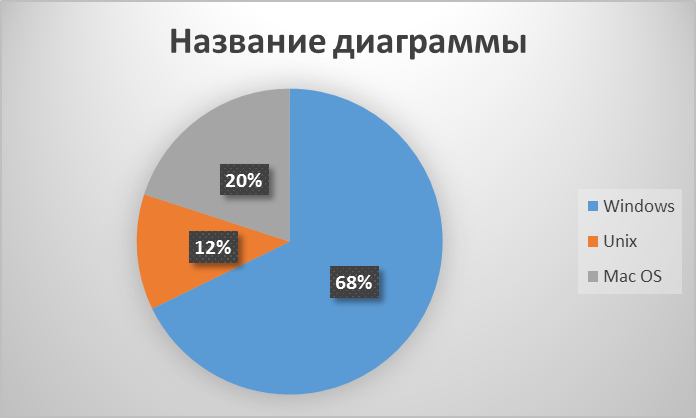 Название диаграммы
20%
12%
68%
Windows
Unix
Mac OS